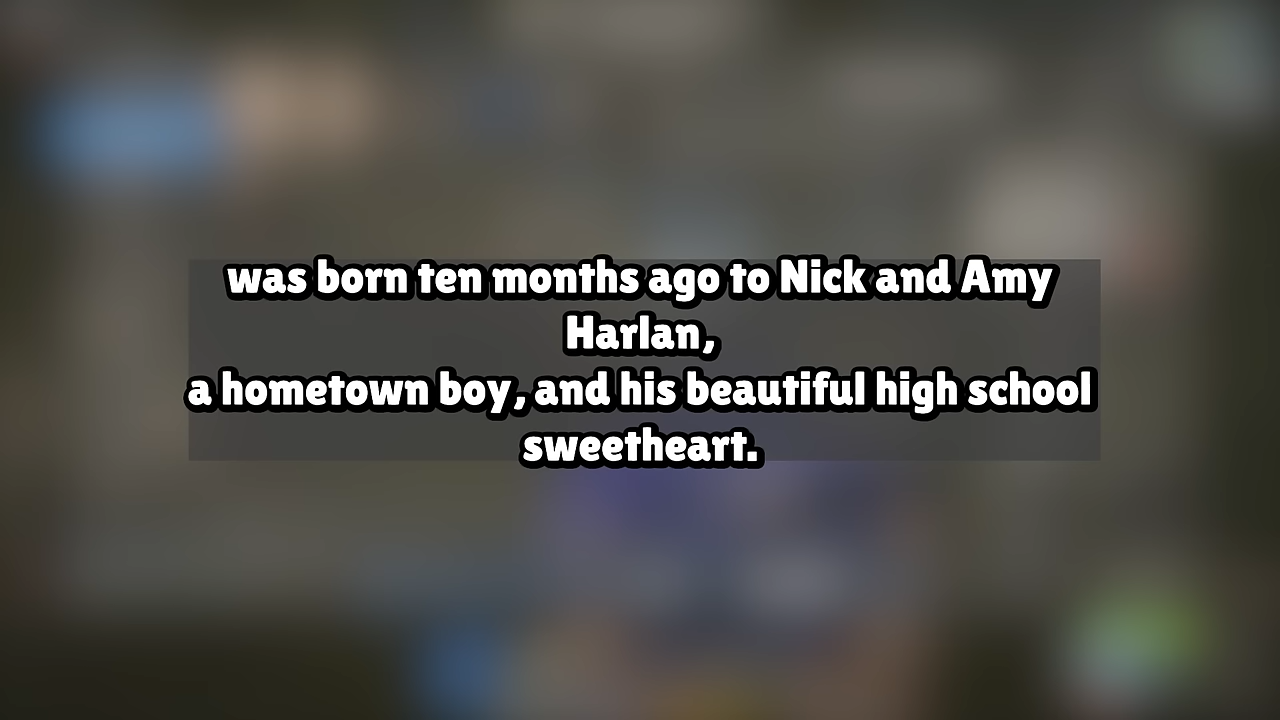 was born ten months ago to Nick and Amy
Harlan,
a hometown boy, and his beautiful high school
sweetheart.